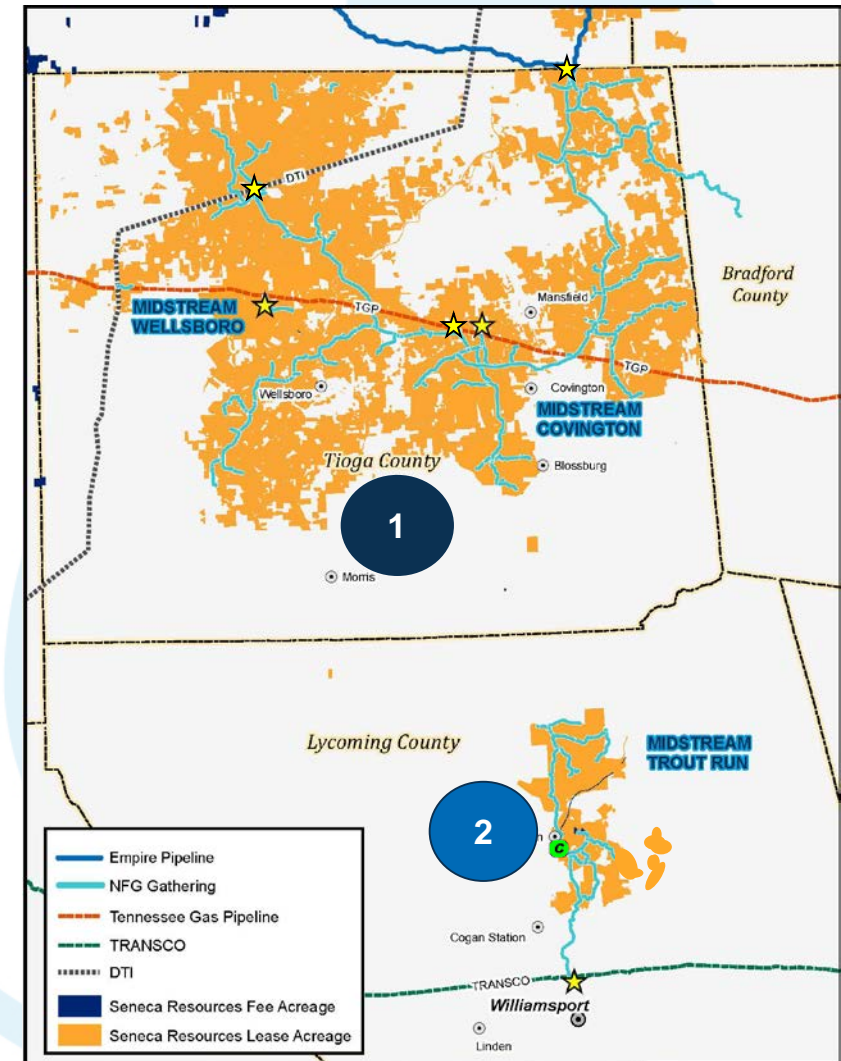 DTI
Bradford
County
MIDSTREAM
WELLSBORO
TGP
Mansfield
TGP
Wellsboro
Covington
MIDSTREAM
COVINGTON
Tioga County
Blossburg
1
Morris
Lycoming County
MIDSTREAM
TROUT RUN
2
n
C
Cogan Station
TRANSCO
Williamsport
Linden
Empire Pipeline
NFG Gathering
Tennessee Gas Pipeline
TRANSCO
DTI
Seneca Resources Fee Acreage
Seneca Resources Lease Acreage